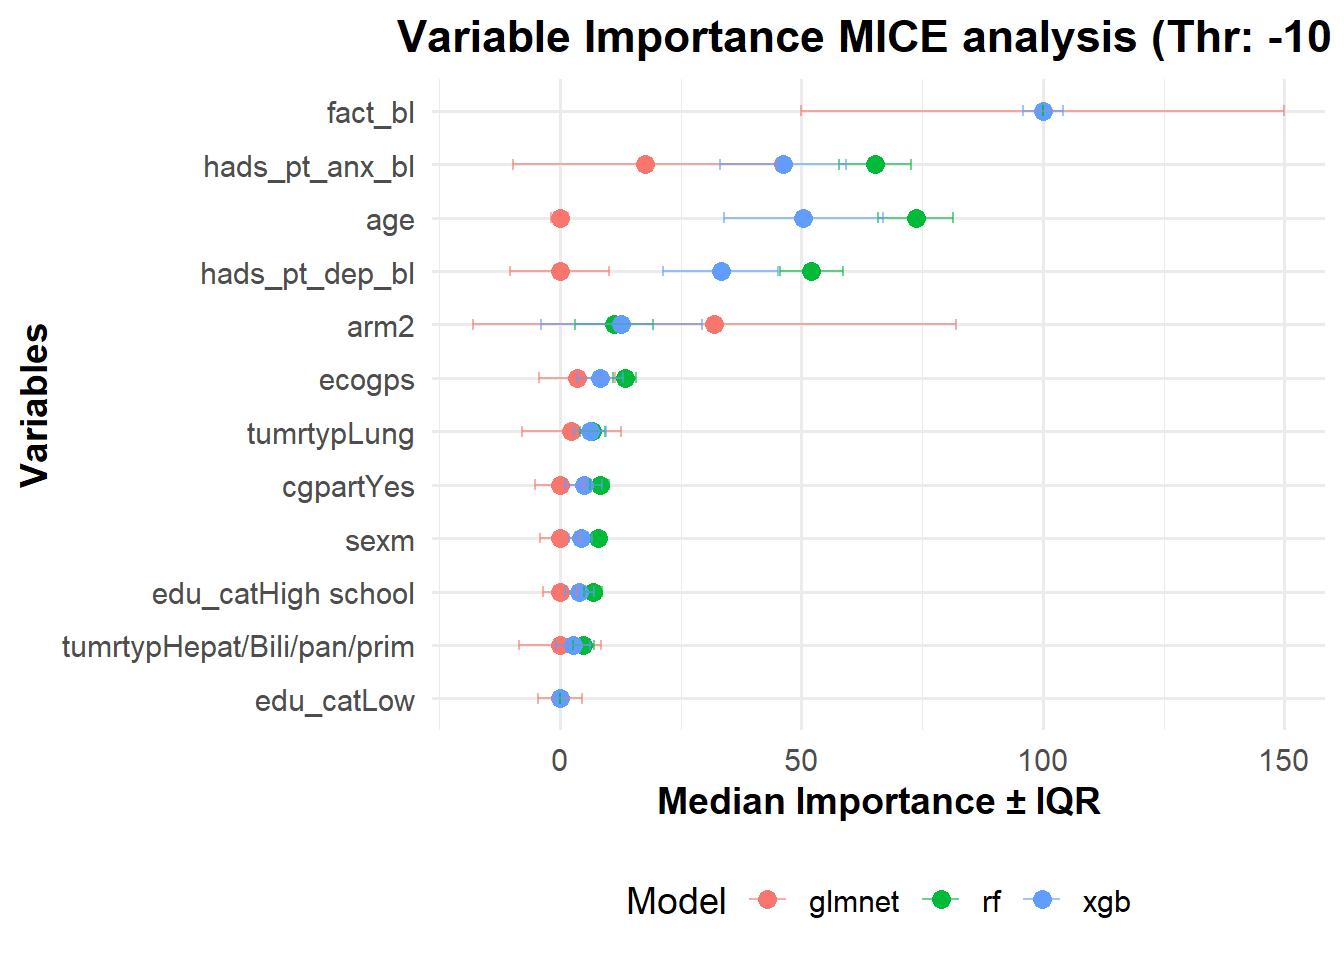 Variable Importance MICE analysis (Thr: -10
fact_bl
hads_pt_anx_bl
age
hads_pt_dep_bl
arm2
ecogps
tumrtypLung
cgpartYes
sexm
edu_catHigh school
tumrtypHepat/Bili/pan/prim
edu_catLow
Variables
0 50 100 150
Median Importance ± IQR
Model glmnet rf xgb